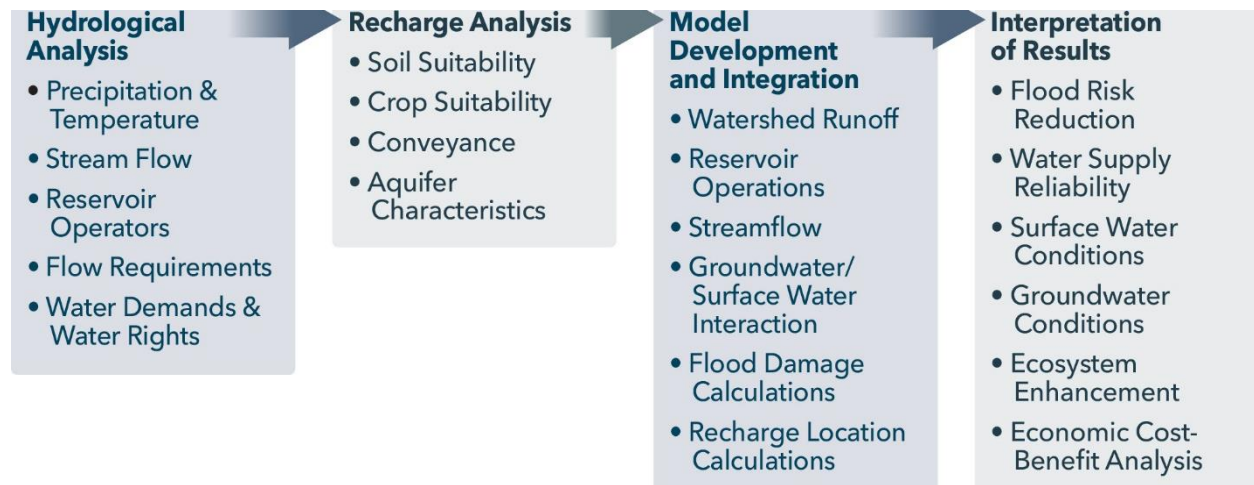 Hydrological
Analysis
• Precipitation &
Temperature
• Stream Flow
• Reservoir
Operators
• Flow Requirements
• Water Demands &
Water Rights
Recharge Analysis
• Soil Suitability
• Crop Suitability
• Conveyance
• Aquifer
Characteristics
Model
Development
and Integration
• Watershed Runoff
• Reservoir
Operations
• Streamflow
• Groundwater/
Surface Water
Interaction
• Flood Damage
Calculations
• Recharge Location
Calculations
Interpretation
of Results
• Flood Risk
Reduction
• Water Supply
Reliability
• Surface Water
Conditions
• Groundwater
Conditions
• Ecosystem
Enhancement
• Economic Cost-
Benefit Analysis